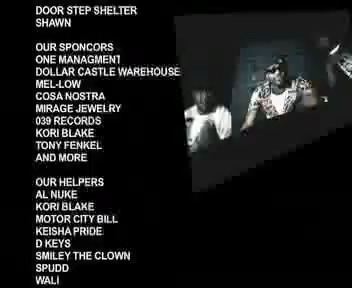 DOOR STEP SHELTER
SHAWN
OUR SPONCORS
ONE MANAGMENT
DOLLAR CASTLE WAREHOUSE
MEL-LOW
COSA NOSTRA
MIRAGE JEWELRY
039 RECORDS
KORI BLAKE
TONY FENKEL
AND MORE
OUR HELPERS
AL NUKE
KORI BLAKE
MOTOR CITY BILL
KEISHA PRIDE
D KEYS
SMILEY THE CLOWN
SPUDD
WALI